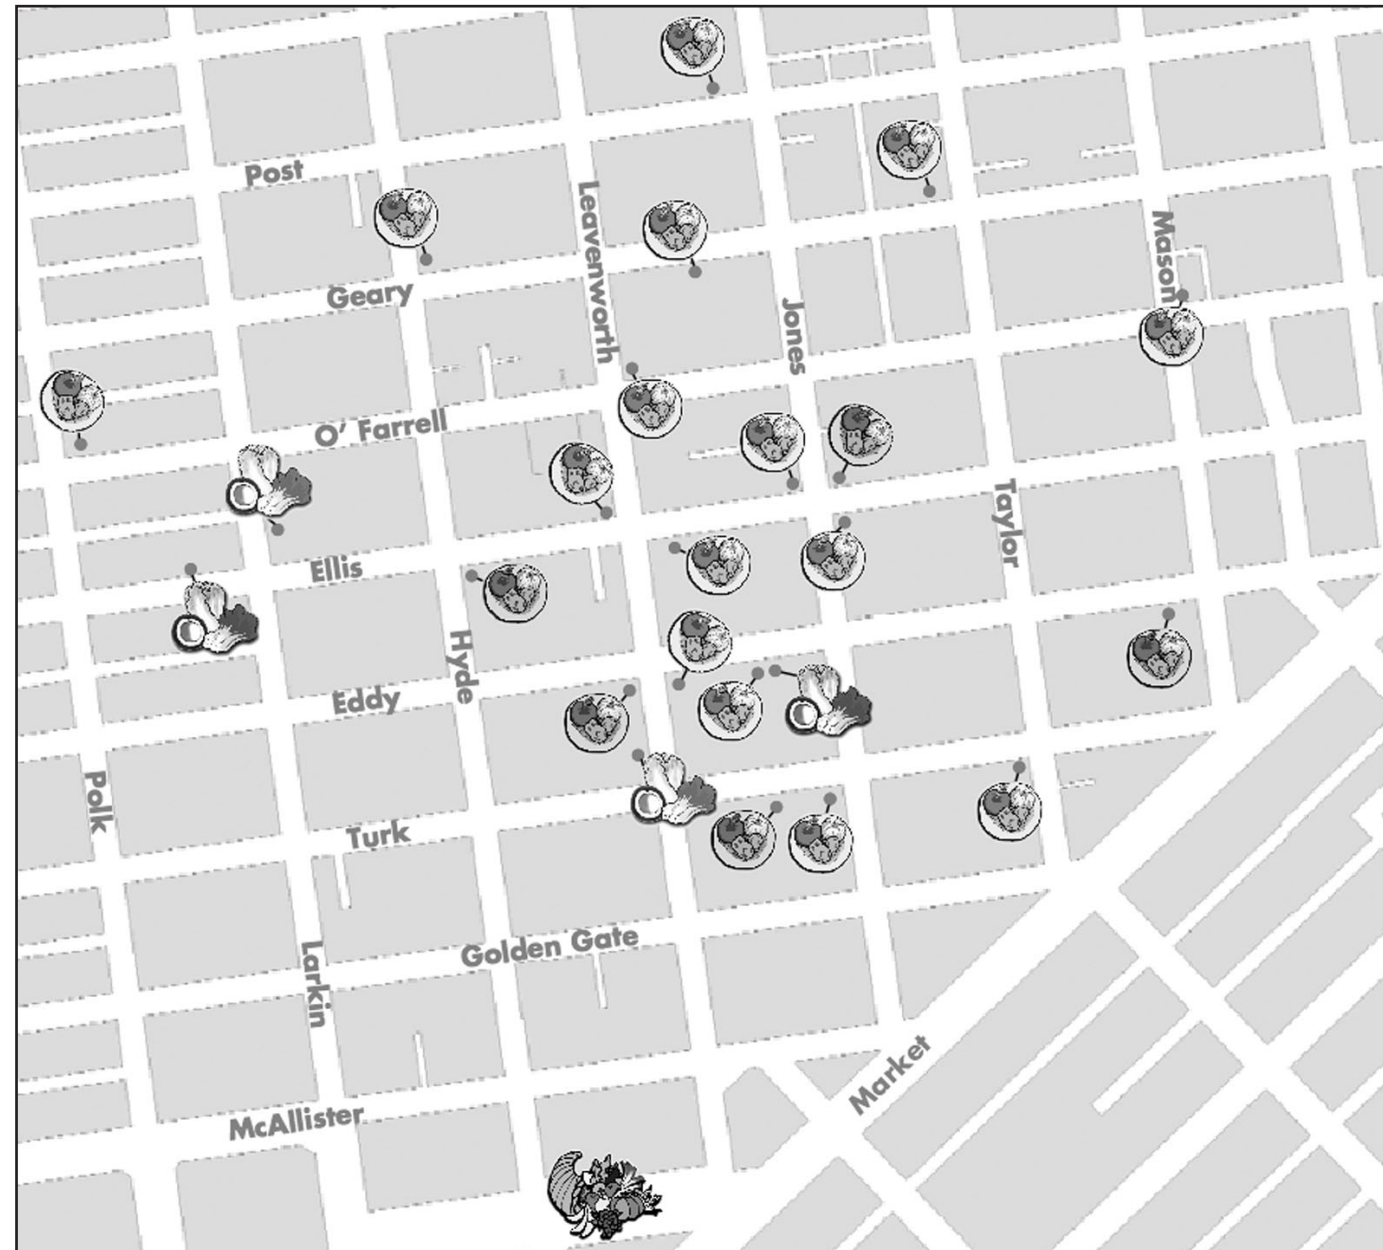 Post
Leavenworth
Mason
Geary
Jones
O' Farrell
Taylor
Ellis
Hyde
Eddy
Polk
Turk
Larkin
Golden Gate
Market
McAllister